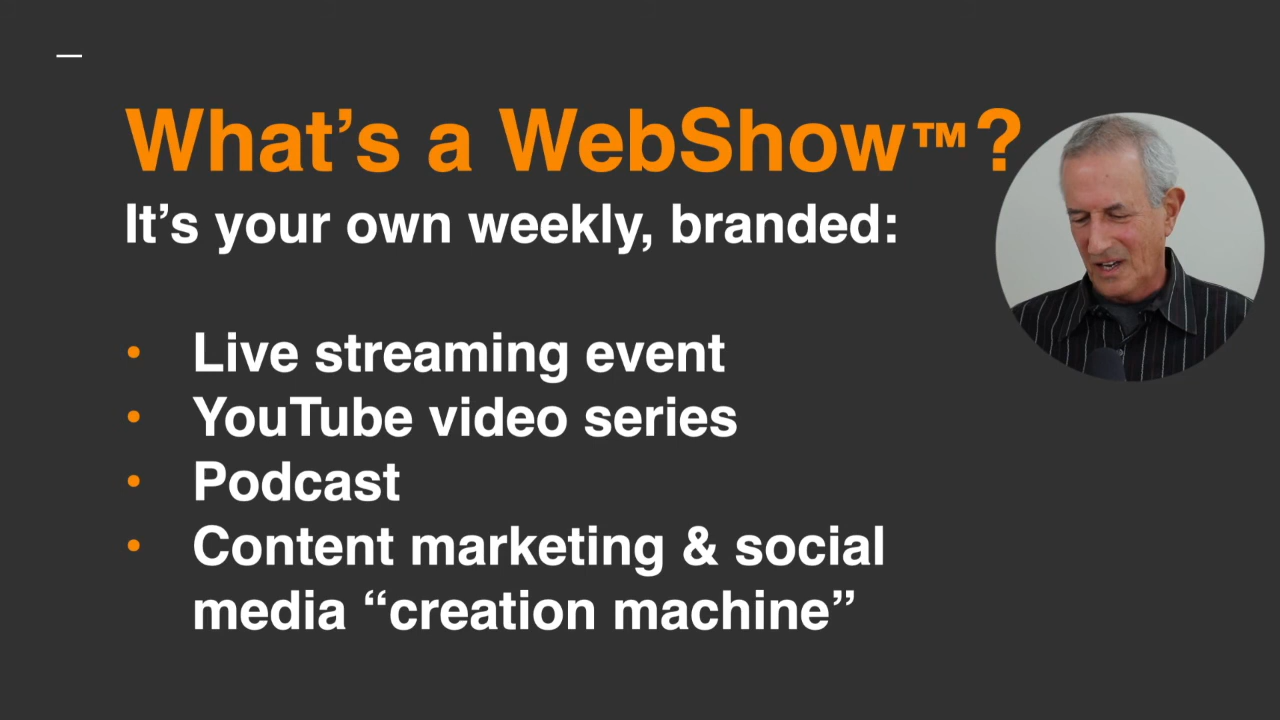 What’s a WebShow™?
It’s your own weekly, branded:
• Live streaming event
• YouTube video series
• Podcast
• Content marketing & social
media “creation machine”